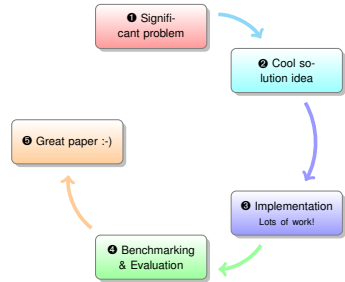 ❶ Signifi-
cant problem
❷ Cool so-
lution idea
❸ Implementation
Lots of work!
❹ Benchmarking
& Evaluation
❺ Great paper :-)